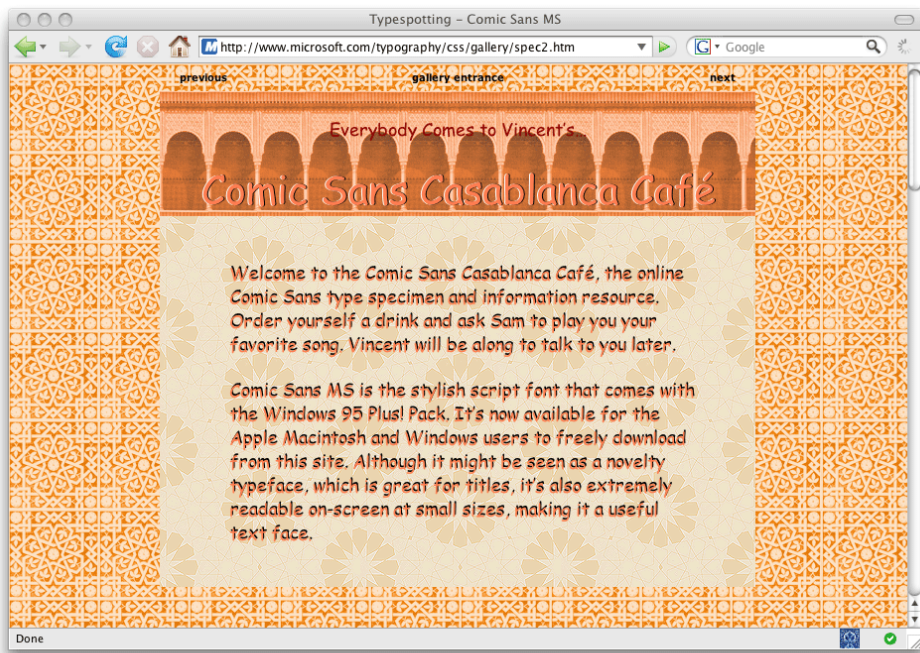 Typespotting – Comic Sans MS
http://www.microsoft.com/typography/css/gallery/spec2.htm
G
Google
previous gallery entrance next
Everybody Comes to Vincent's...
Comic Sans Casablanca Café
Welcome to the Comic Sans Casablanca Café, the online
Comic Sans type specimen and information resource.
Order yourself a drink and ask Sam to play you your
favorite song. Vincent will be along to talk to you later.
Comic Sans MS is the stylish script font that comes with
the Windows 95 Plus! Pack. It's now available for the
Apple Macintosh and Windows users to freely download
from this site. Although it might be seen as a novelty
typeface, which is great for titles, it's also extremely
readable on-screen at small sizes, making it a useful
text face.
Done